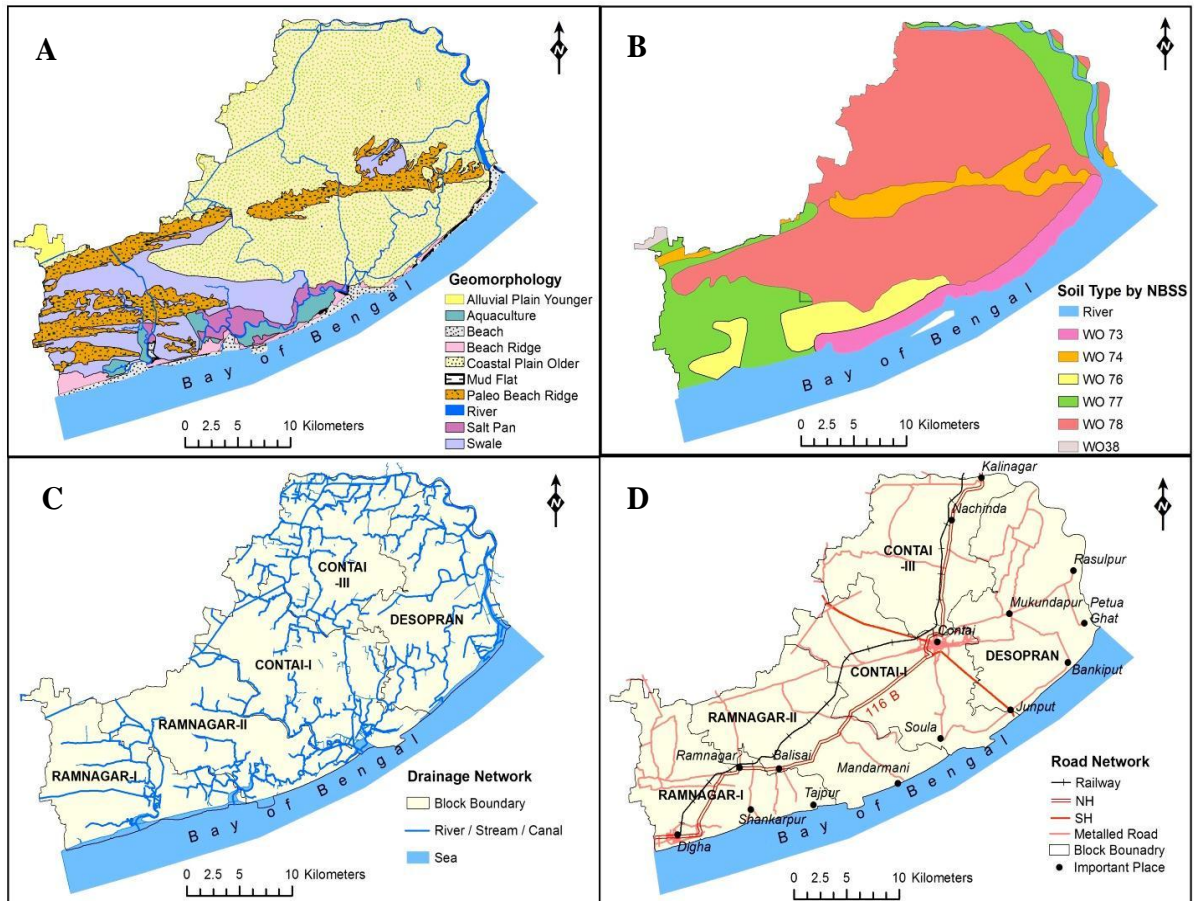 A
N
Geomorphology
Alluvial Plain Younger
Aquaculture
Beach
Beach Ridge
Coastal Plain Older
Mud Flat
Paleo Beach Ridge
River
Salt Pan
Swale
Bay of Bengal
0 2.5 5 10 Kilometers
B
N
Soil Type by NBSS
River
WO 73
WO 74
WO 76
WO 77
WO 78
WO38
Bay of Bengal
0 2.5 5 10 Kilometers
C
N
CONTAI
-III
DESOPRAN
CONTAI-I
RAMNAGAR-II
RAMNAGAR-I
Drainage Network
Block Boundary
River / Stream / Canal
Sea
Bay of Bengal
0 2.5 5 10 Kilometers
D
N
Kalinagar
Nachinda
CONTAI
-III
Rasulpur
Mukundapur
Petua
Ghat
Contai
DESOPRAN
CONTAI-I
Bankiput
116 B
Junput
RAMNAGAR-II
Soula
Ramnagar
Balisai
Mandarmani
RAMNAGAR-I
Tajpur
Shankarpur
Digha
Road Network
Railway
NH
SH
Metalled Road
Block Bounadry
Important Place
Bay of Bengal
0 2.5 5 10 Kilometers